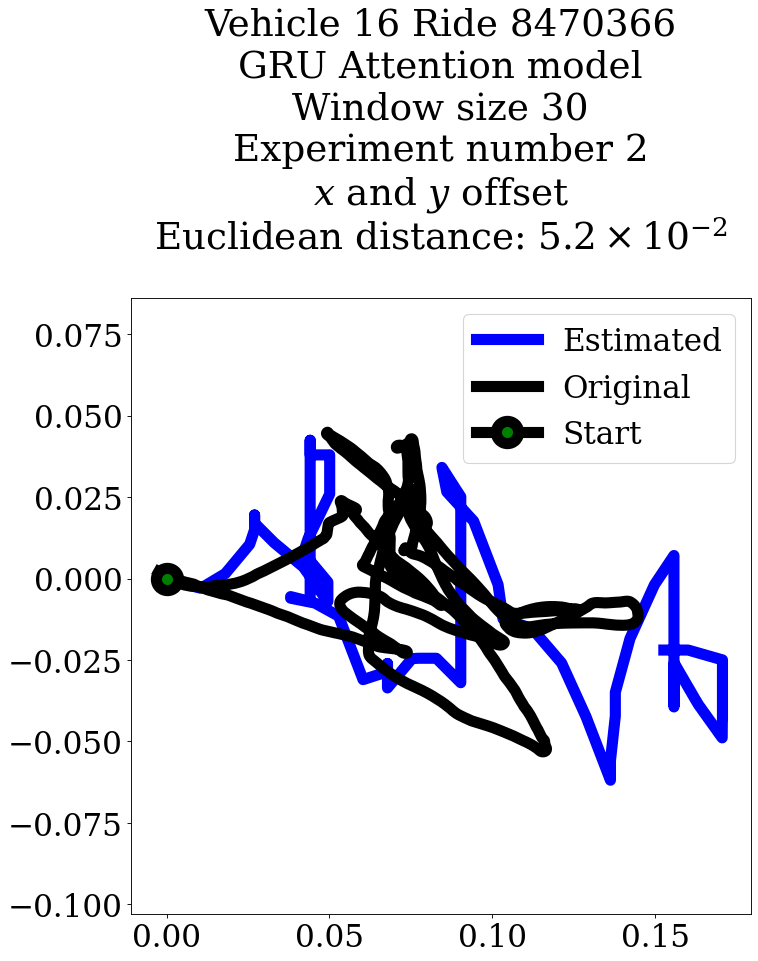 Vehicle 16 Ride 8470366
GRU Attention model
Window size 30
Experiment number 2
x and y offset
Euclidean distance: 5.2 × 10⁻²
Estimated
Original
Start
0.075
0.050
0.025
0.000
−0.025
−0.050
−0.075
−0.100
0.00 0.05 0.10 0.15